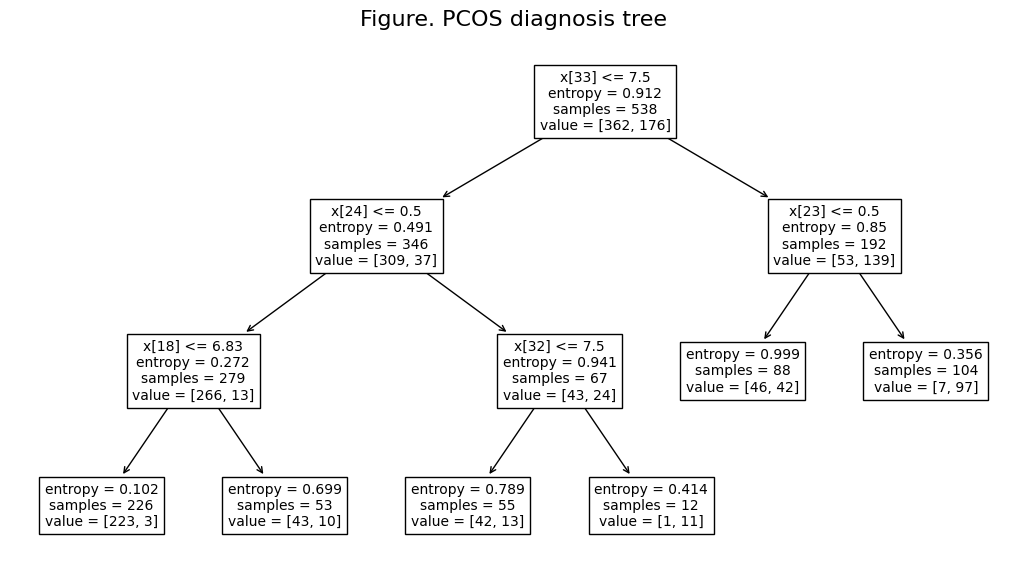 Figure. PCOS diagnosis tree
x[33] <= 7.5
entropy = 0.912
samples = 538
value = [362, 176]
x[24] <= 0.5
entropy = 0.491
samples = 346
value = [309, 37]
x[23] <= 0.5
entropy = 0.85
samples = 192
value = [53, 139]
x[18] <= 6.83
entropy = 0.272
samples = 279
value = [266, 13]
x[32] <= 7.5
entropy = 0.941
samples = 67
value = [43, 24]
entropy = 0.999
samples = 88
value = [46, 42]
entropy = 0.356
samples = 104
value = [7, 97]
entropy = 0.102
samples = 226
value = [223, 3]
entropy = 0.699
samples = 53
value = [43, 10]
entropy = 0.789
samples = 55
value = [42, 13]
entropy = 0.414
samples = 12
value = [1, 11]